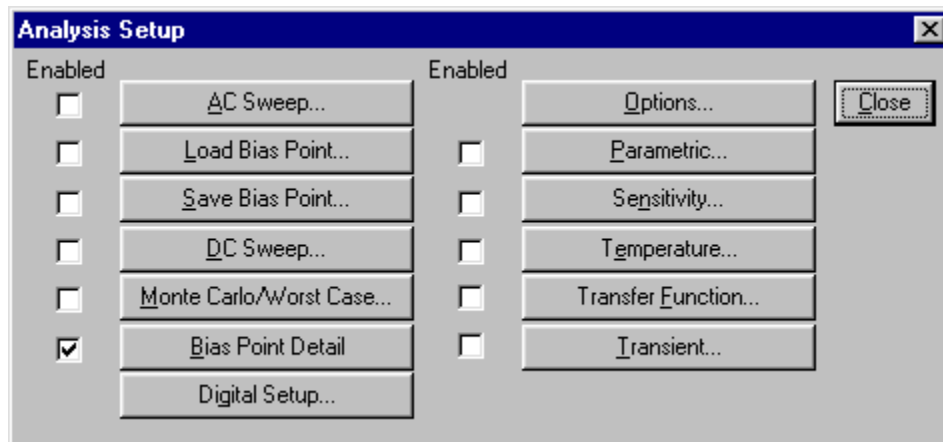 Analysis Setup
Enabled Enabled
AC Sweep... Options... Close
Load Bias Point... Parametric...
Save Bias Point... Sensitivity...
DC Sweep... Temperature...
Monte Carlo/Worst Case... Transfer Function...
Bias Point Detail Transient...
Digital Setup...